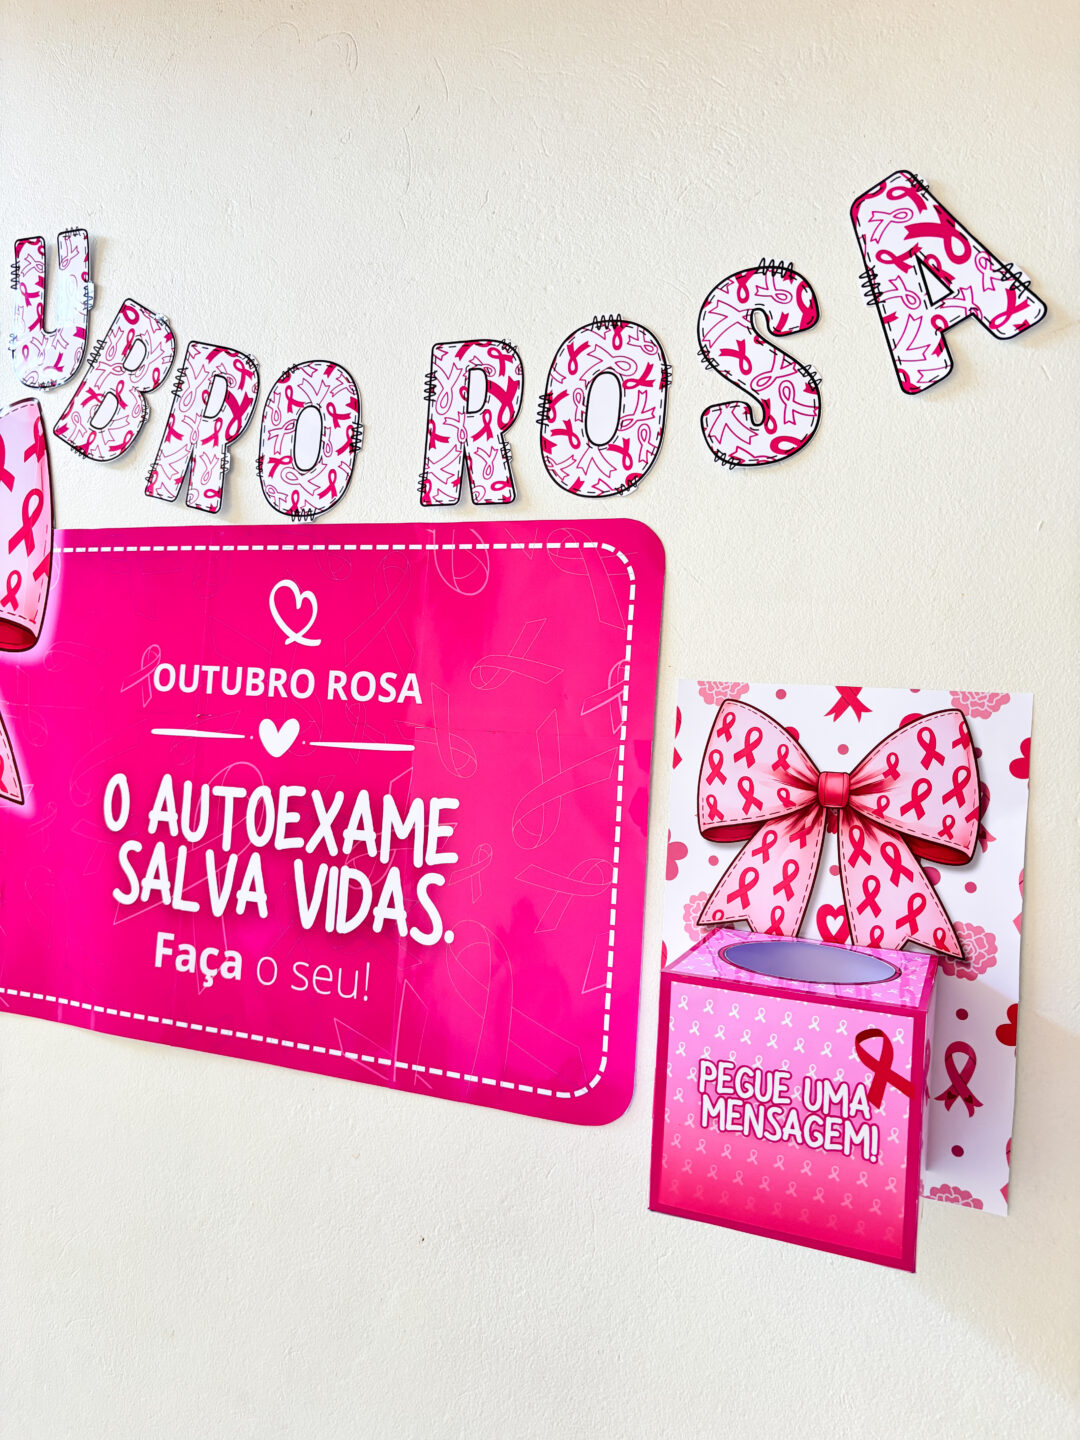 UBRO ROSA
OUTUBRO ROSA
O AUTOEXAME
SALVA VIDAS.
Faça o seu!
PEGUE UMA
MENSAGEM!